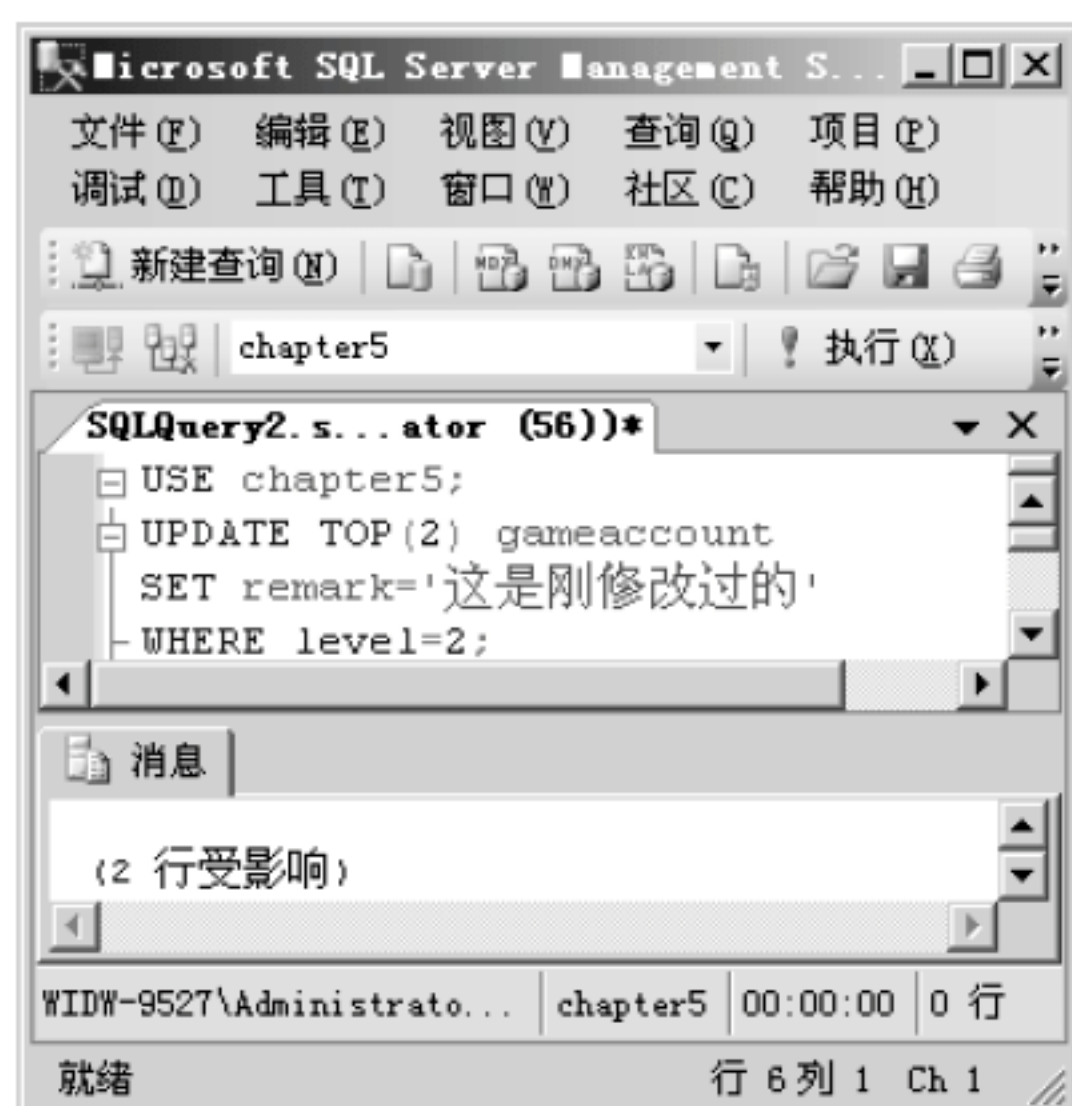 Microsoft SQL Server Management S...
文件(F) 编辑(E) 视图(V) 查询(Q) 项目(P)
调试(D) 工具(T) 窗口(W) 社区(C) 帮助(H)
新建查询(N)
chapter5 执行(X)
SQLQuery2.s...ator (56))*
USE chapter5;
UPDATE TOP(2) gameaccount
SET remark='这是刚修改过的'
WHERE level=2;
消息
(2 行受影响)
WIDW-9527\Administrato... chapter5 00:00:00 0 行
就绪 行 6 列 1 Ch 1